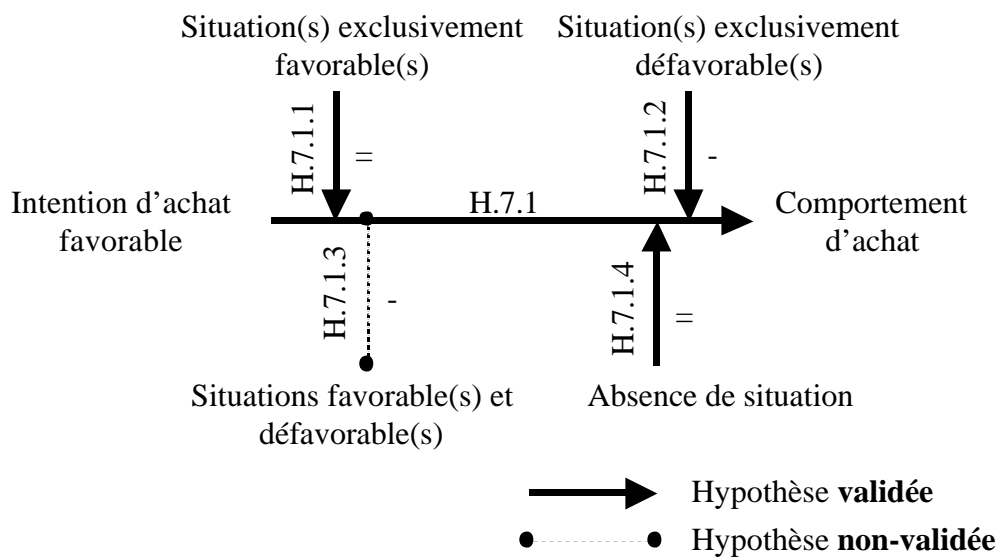 Situation(s) exclusivement
favorable(s)
Situation(s) exclusivement
défavorable(s)
H.7.1.1
=
H.7.1.2
-
Intention d’achat
favorable
H.7.1
Comportement
d’achat
H.7.1.3
-
H.7.1.4
=
Situations favorable(s) et
défavorable(s)
Absence de situation
Hypothèse validée
Hypothèse non-validée